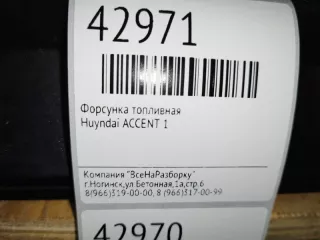 42971
Форсунка топливная
Huyndai ACCENT 1
Компания "ВсеНаРазборку"
г.Ногинск,ул.Бетонная,1а,стр.6
8(966)319-00-00, 8 (966)317-00-99
42970